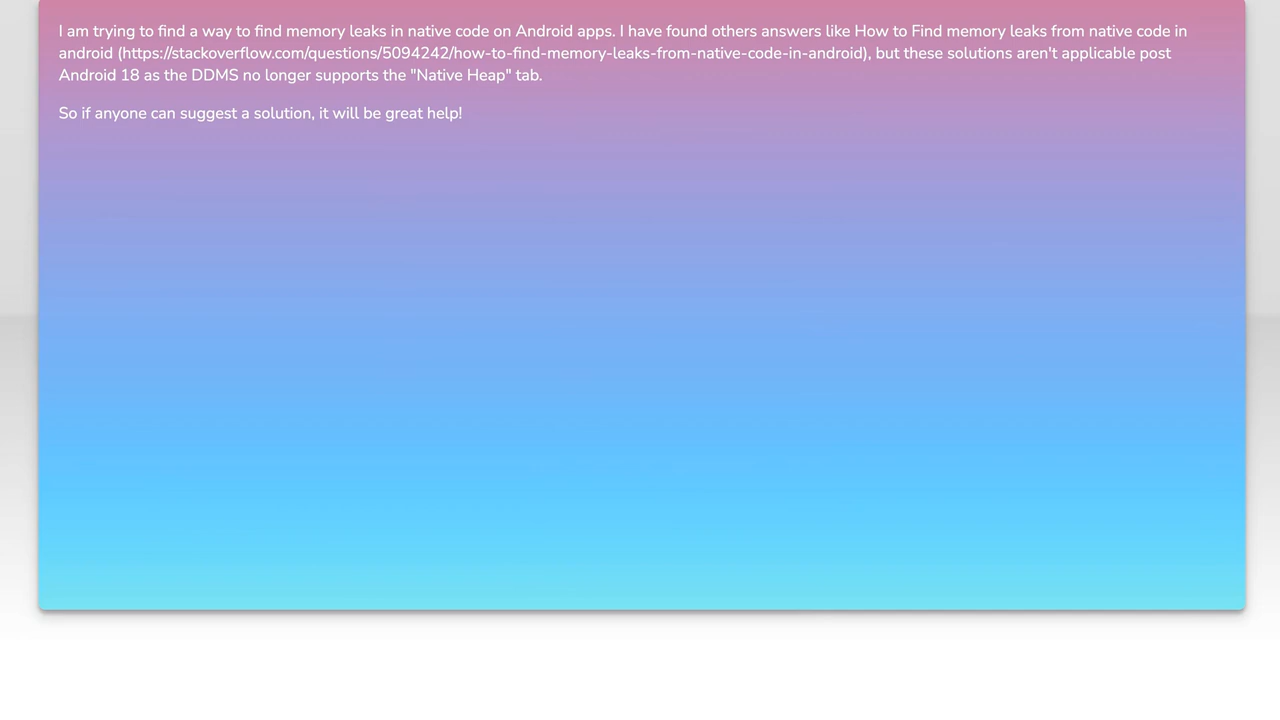 I am trying to find a way to find memory leaks in native code on Android apps. I have found others answers like How to Find memory leaks from native code in
android (https://stackoverflow.com/questions/5094242/how-to-find-memory-leaks-from-native-code-in-android), but these solutions aren't applicable post
Android 18 as the DDMS no longer supports the "Native Heap" tab.
So if anyone can suggest a solution, it will be great help!